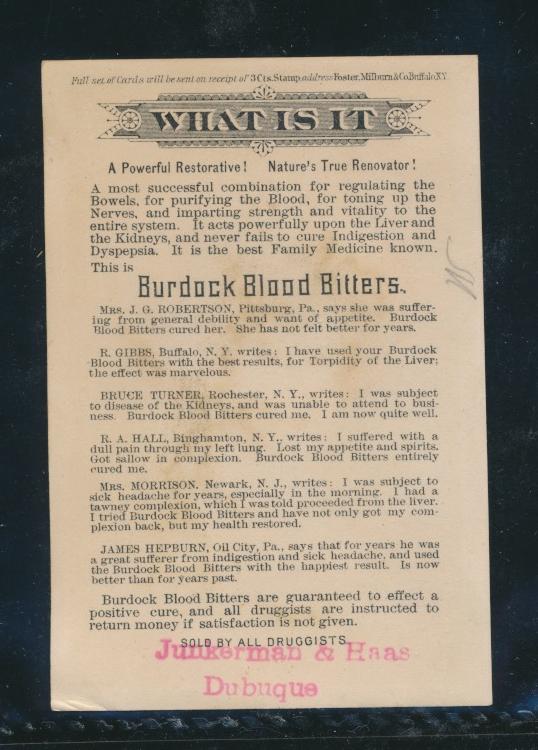 Full set of Cards will be sent on receipt of 3 Cts. Stamp, address Foster, Milburn & Co. Buffalo N.Y.
WHAT IS IT
A Powerful Restorative! Nature's True Renovator!
A most successful combination for regulating the
Bowels, for purifying the Blood, for toning up the
Nerves, and imparting strength and vitality to the
entire system. It acts powerfully upon the Liver and
the Kidneys, and never fails to cure Indigestion and
Dyspepsia. It is the best Family Medicine known.
This is
Burdock Blood Bitters.
MRS. J. G. ROBERTSON, Pittsburg, Pa., says she was suffer-
ing from general debility and want of appetite. Burdock
Blood Bitters cured her. She has not felt better for years.
R. GIBBS, Buffalo, N. Y. writes: I have used your Burdock
Blood Bitters with the best results, for Torpidity of the Liver;
the effect was marvelous.
BRUCE TURNER, Rochester, N. Y., writes: I was subject
to disease of the Kidneys, and was unable to attend to busi-
ness. Burdock Blood Bitters cured me. I am now quite well.
R. A. HALL, Binghamton, N. Y., writes: I suffered with a
dull pain through my left lung. Lost my appetite and spirits.
Got sallow in complexion. Burdock Blood Bitters entirely
cured me.
MRS. MORRISON, Newark, N. J., writes: I was subject to
sick headache for years, especially in the morning. I had a
tawney complexion, which I was told proceeded from the liver.
I tried Burdock Blood Bitters and have not only got my com-
plexion back, but my health restored.
JAMES HEPBURN, Oil City, Pa., says that for years he was
a great sufferer from indigestion and sick headache, and used
the Burdock Blood Bitters with the happiest result. Is now
better than for years past.
Burdock Blood Bitters are guaranteed to effect a
positive cure, and all druggists are instructed to
return money if satisfaction is not given.
SOLD BY ALL DRUGGISTS.
Junkerman & Haas
Dubuque